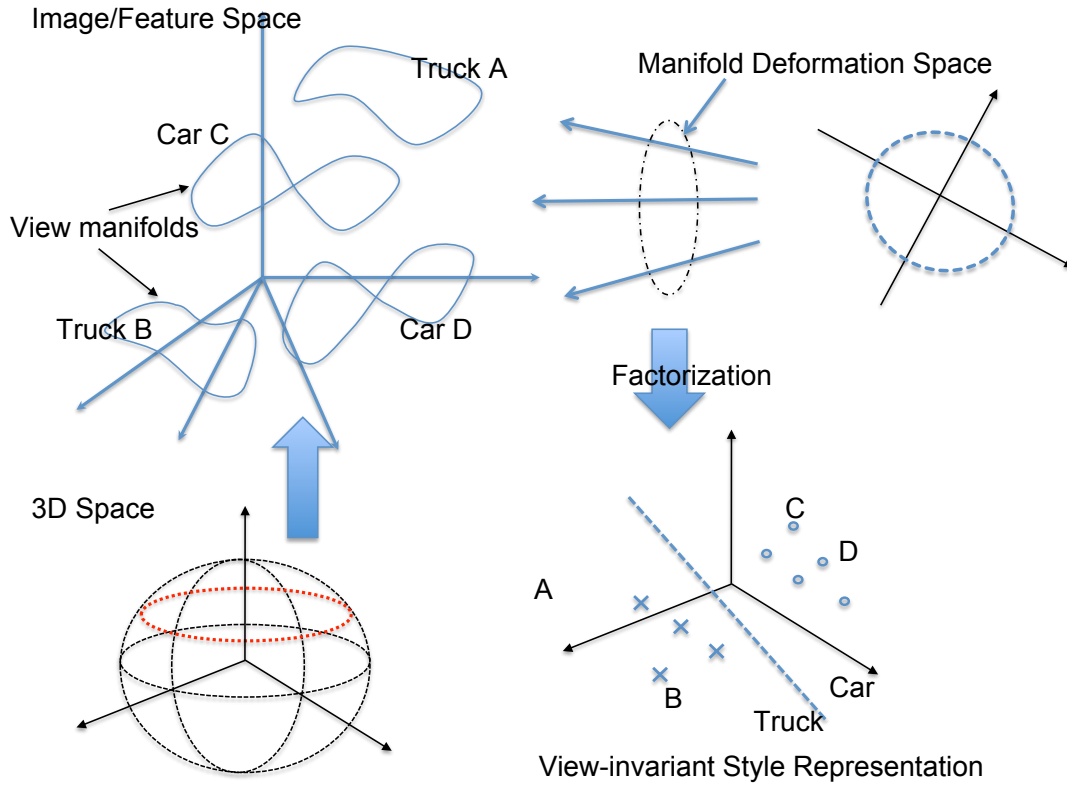 Image/Feature Space
Truck A
Manifold Deformation Space
Car C
View manifolds
Truck B
Car D
Factorization
3D Space
C
D
A
B
Car
Truck
View-invariant Style Representation